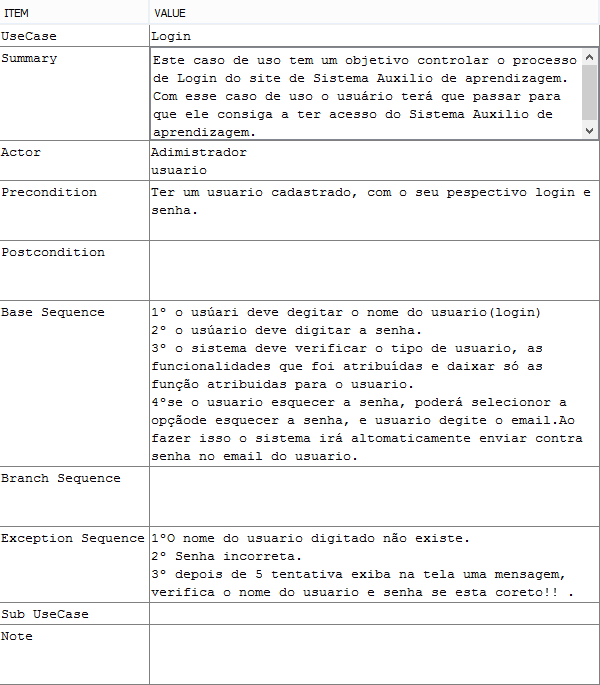 ITEM VALUE
UseCase Login
Summary Este caso de uso tem um objetivo controlar o processo
de Login do site de Sistema Auxilio de aprendizagem.
Com esse caso de uso o usuário terá que passar para
que ele consiga a ter acesso do Sistema Auxilio de
aprendizagem.
Actor Adimistrador
usuario
Precondition Ter um usuario cadastrado, com o seu pespectivo login e
senha.
Postcondition
Base Sequence 1º o usúari deve degitar o nome do usuario(login)
2º o usúario deve digitar a senha.
3º o sistema deve verificar o tipo de usuario, as
funcionalidades que foi atribuídas e daixar só as
função atribuidas para o usuario.
4ºse o usuario esquecer a senha, poderá selecionor a
opçãode esquecer a senha, e usuario degite o email.Ao
fazer isso o sistema irá altomaticamente enviar contra
senha no email do usuario.
Branch Sequence
Exception Sequence 1ºO nome do usuario digitado não existe.
2º Senha incorreta.
3º depois de 5 tentativa exiba na tela uma mensagem,
verifica o nome do usuario e senha se esta coreto!! .
Sub UseCase
Note